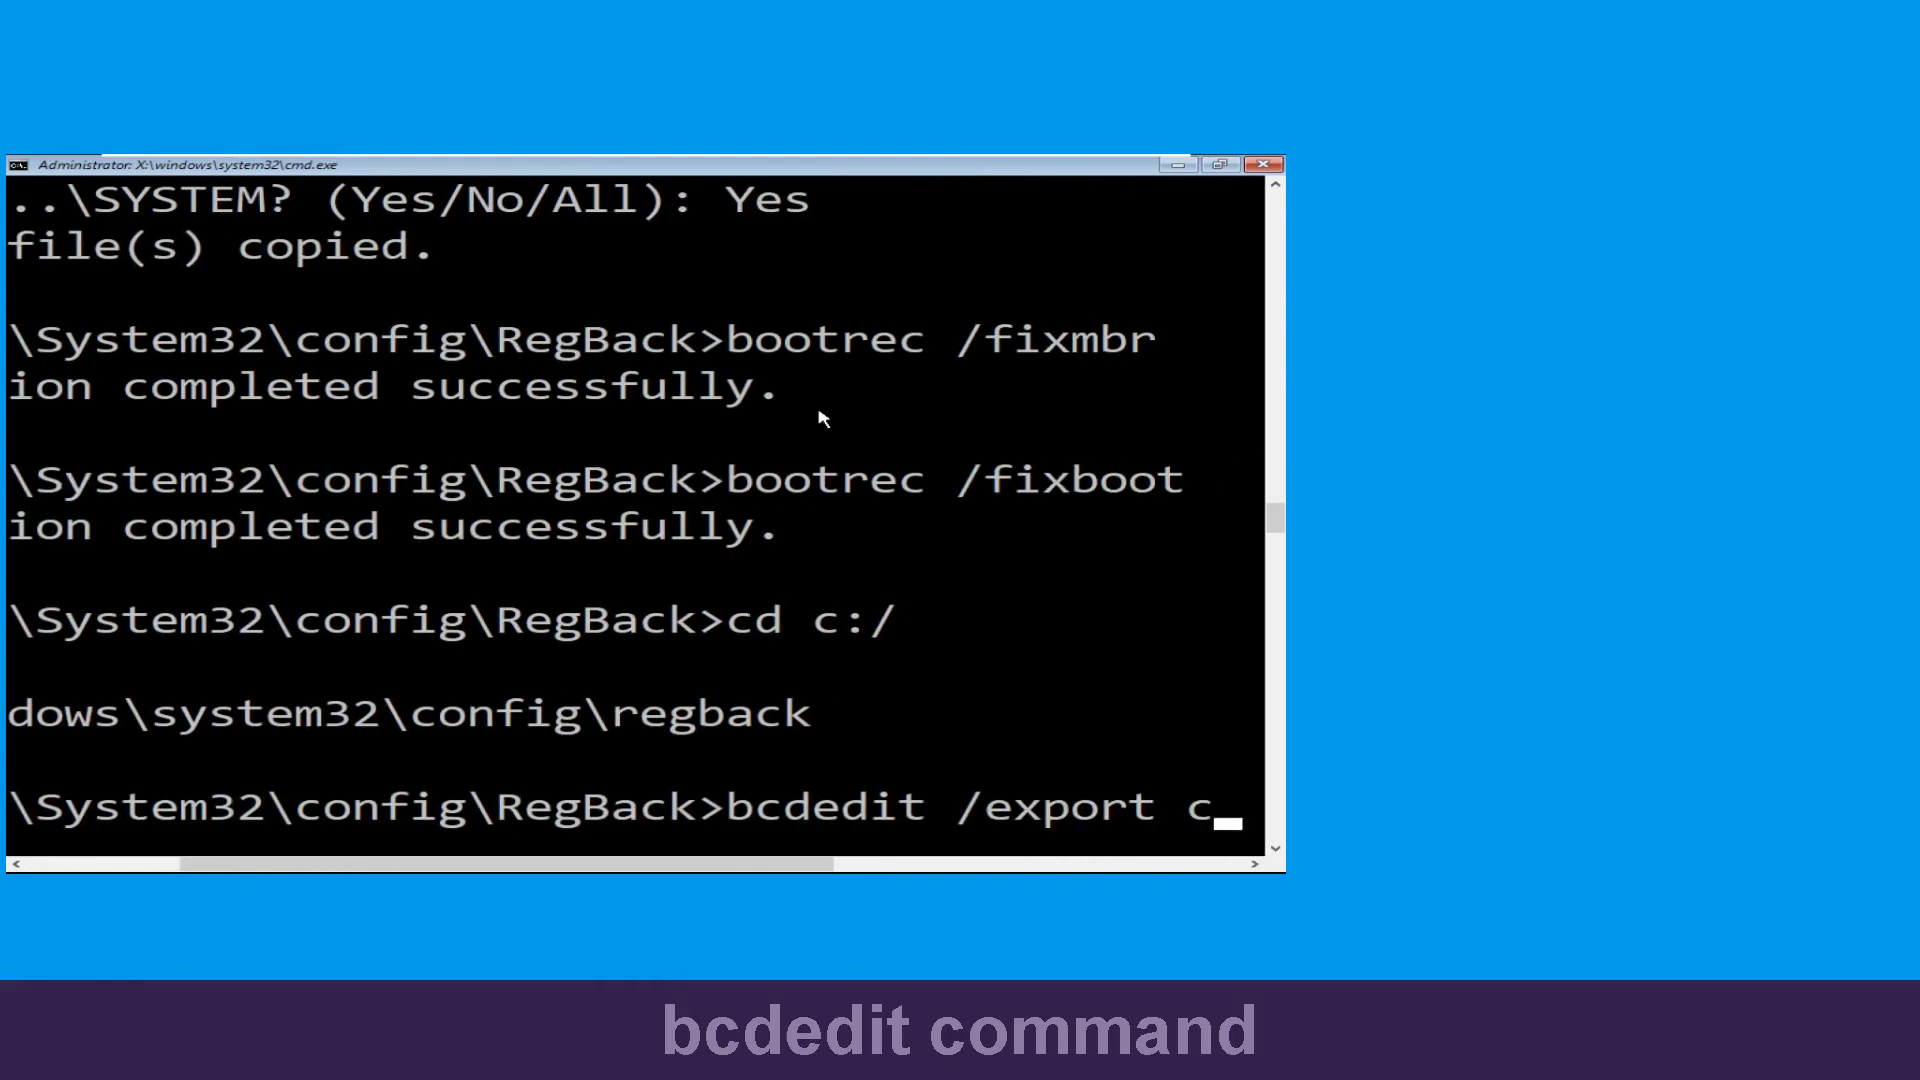 Administrator: X:\windows\system32\cmd.exe
..\SYSTEM? (Yes/No/All): Yes
file(s) copied.
\System32\config\RegBack>bootrec /fixmbr
ion completed successfully.
\System32\config\RegBack>bootrec /fixboot
ion completed successfully.
\System32\config\RegBack>cd c:/
dows\system32\config\regback
\System32\config\RegBack>bcdedit /export c
bcdedit command